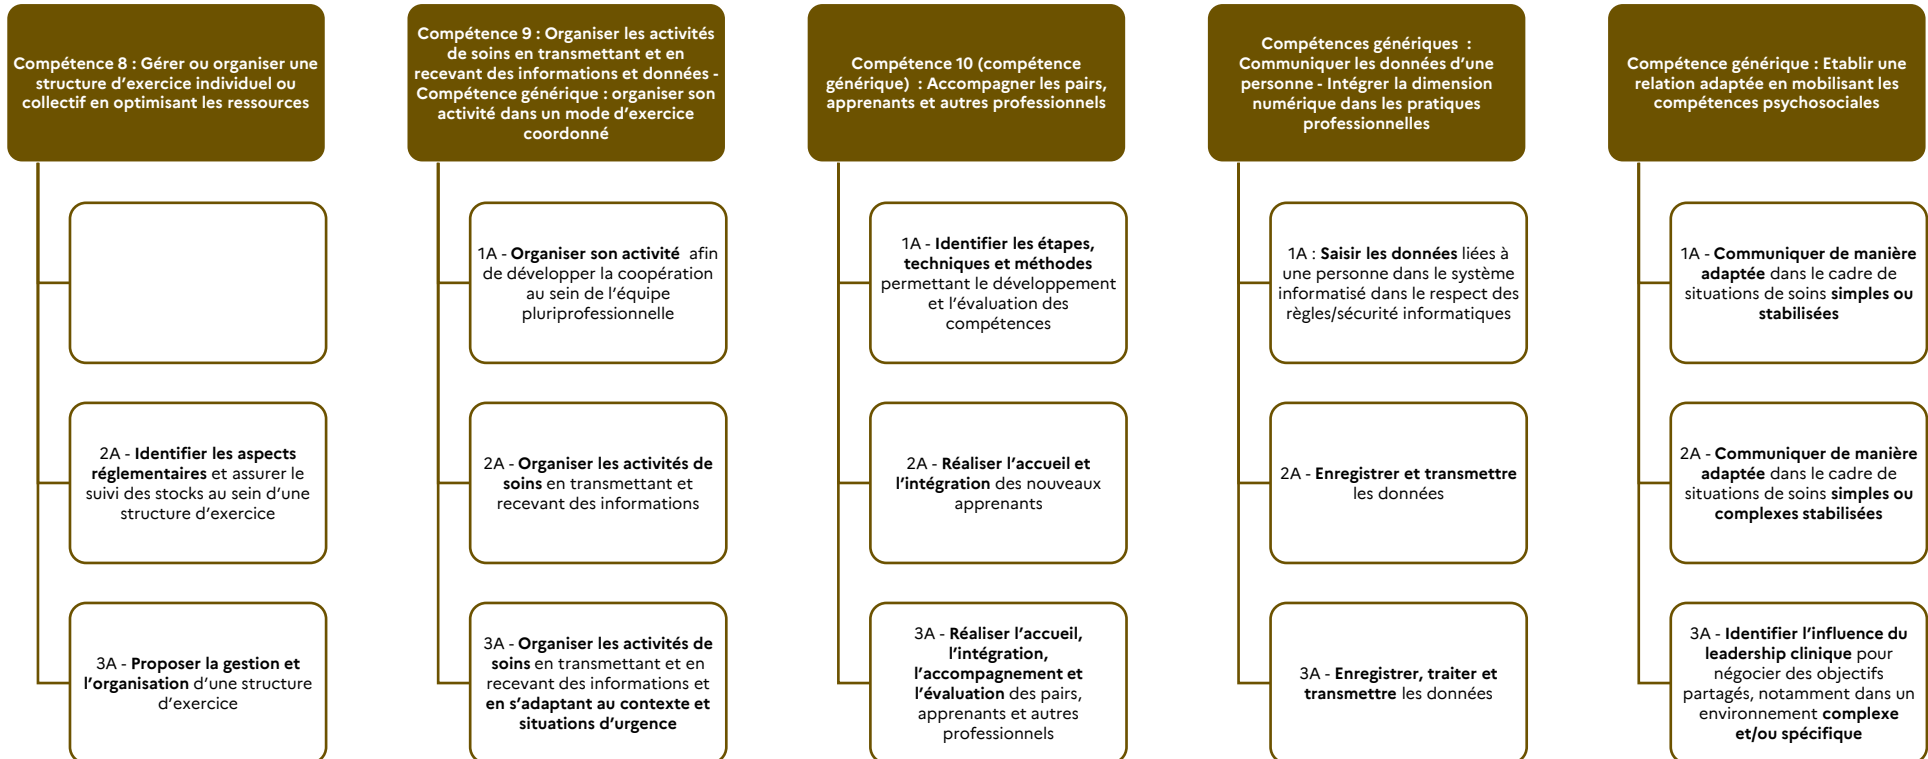 Compétence 8 : Gérer ou organiser une
structure d'exercice individuel ou
collectif en optimisant les ressources
2A - Identifier les aspects
réglementaires et assurer le
suivi des stocks au sein d'une
structure d'exercice
3A - Proposer la gestion et
l'organisation d'une structure
d'exercice
Compétence 9 : Organiser les activités
de soins en transmettant et en
recevant des informations et données -
Compétence générique : organiser son
activité dans un mode d'exercice
coordonné
1A - Organiser son activité afin
de développer la coopération
au sein de l'équipe
pluriprofessionnelle
2A - Organiser les activités de
soins en transmettant et
recevant des informations
3A - Organiser les activités de
soins en transmettant et en
recevant des informations et
en s'adaptant au contexte et
situations d'urgence
Compétence 10 (compétence
générique) : Accompagner les pairs,
apprenants et autres professionnels
1A - Identifier les étapes,
techniques et méthodes
permettant le développement
et l'évaluation des
compétences
2A - Réaliser l'accueil et
l'intégration des nouveaux
apprenants
3A - Réaliser l'accueil,
l'intégration,
l'accompagnement et
l'évaluation des pairs,
apprenants et autres
professionnels
Compétences génériques :
Communiquer les données d'une
personne - Intégrer la dimension
numérique dans les pratiques
professionnelles
1A : Saisir les données liées à
une personne dans le système
informatisé dans le respect des
règles/sécurité informatiques
2A - Enregistrer et transmettre
les données
3A - Enregistrer, traiter et
transmettre les données
Compétence générique : Etablir une
relation adaptée en mobilisant les
compétences psychosociales
1A - Communiquer de manière
adaptée dans le cadre de
situations de soins simples ou
stabilisées
2A - Communiquer de manière
adaptée dans le cadre de
situations de soins simples ou
complexes stabilisées
3A - Identifier l'influence du
leadership clinique pour
négocier des objectifs
partagés, notamment dans un
environnement complexe
et/ou spécifique